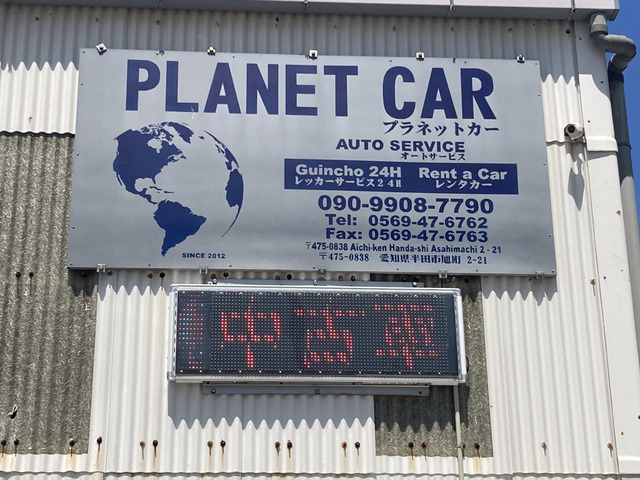 PLANET CAR
プラネットカー
AUTO SERVICE
オートサービス
Guincho 24H Rent a Car
レッカーサービス24H レンタカー
090-9908-7790
Tel: 0569-47-6762
Fax: 0569-47-6763
〒475-0838 Aichi-ken Handa-shi Asahimachi 2-21
〒475-0838 愛知県半田市旭町 2-21
SINCE 2012
中古車